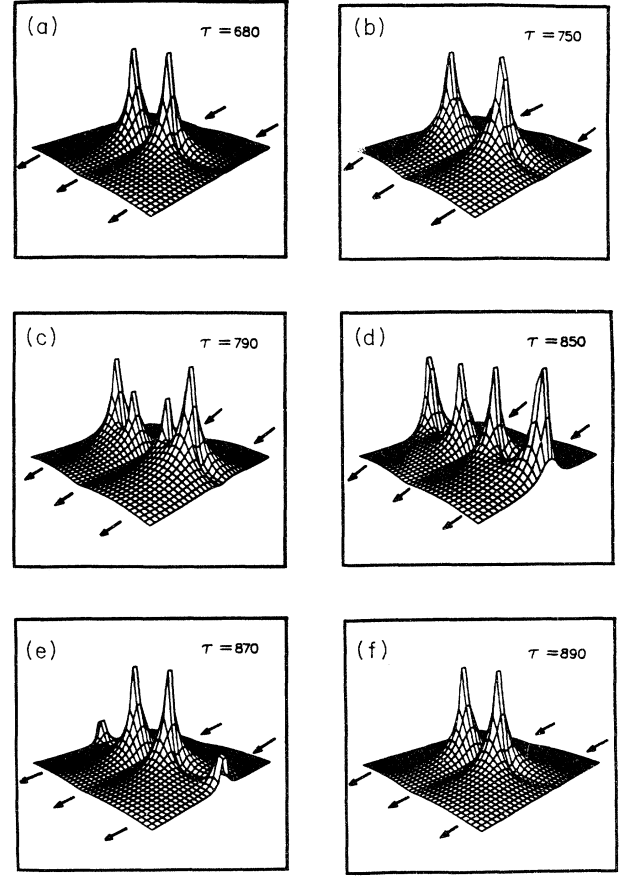 (a) τ = 680
(b) τ = 750
(c) τ = 790
(d) τ = 850
(e) τ = 870
(f) τ = 890